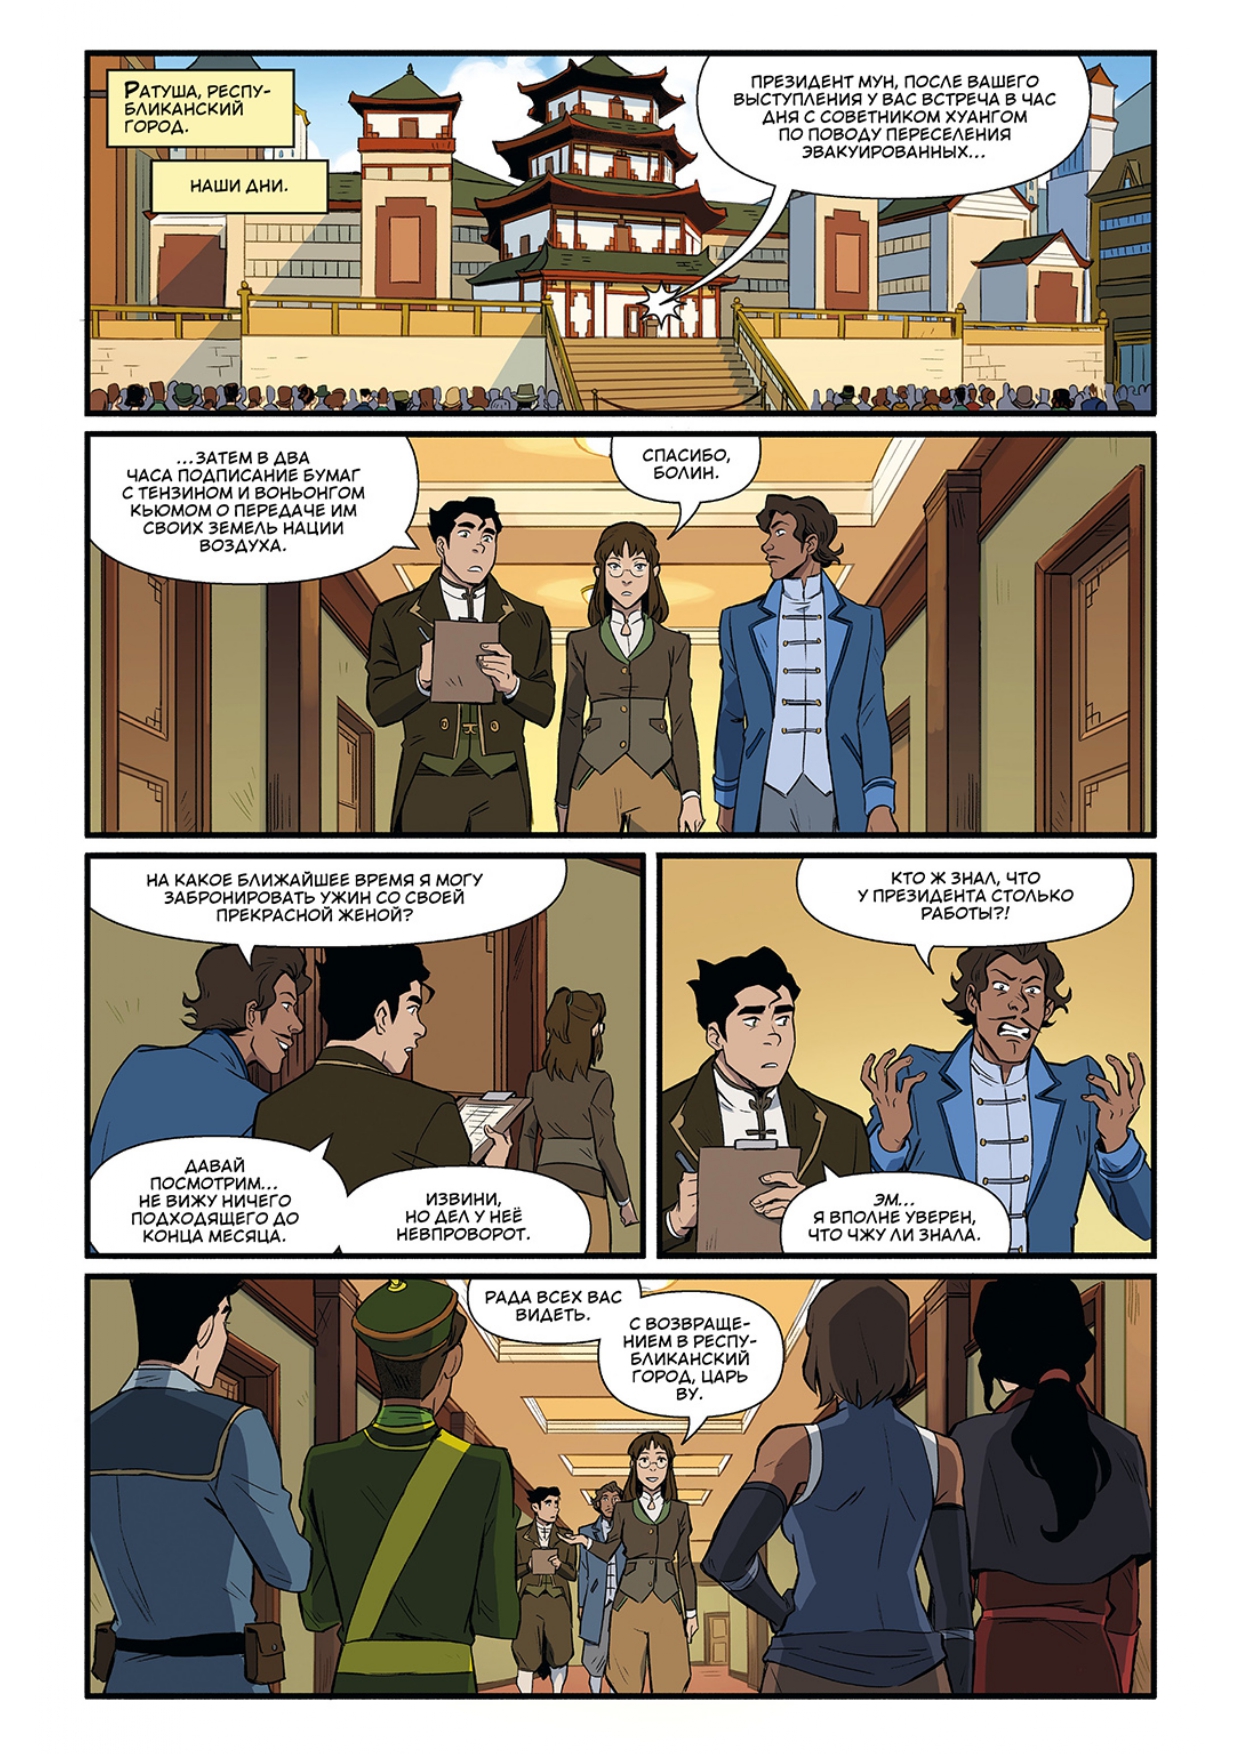 РАТУША, РЕСПУ-
БЛИКАНСКИЙ
ГОРОД.
НАШИ ДНИ.
ПРЕЗИДЕНТ МУН, ПОСЛЕ ВАШЕГО
ВЫСТУПЛЕНИЯ У ВАС ВСТРЕЧА В ЧАС
ДНЯ С СОВЕТНИКОМ ХУАНГОМ
ПО ПОВОДУ ПЕРЕСЕЛЕНИЯ
ЭВАКУИРОВАННЫХ...
...ЗАТЕМ В ДВА
ЧАСА ПОДПИСАНИЕ БУМАГ
С ТЕНЗИНОМ И ВОНЬОНГОМ
КЬЮМОМ О ПЕРЕДАЧЕ ИМ
СВОИХ ЗЕМЕЛЬ НАЦИИ
ВОЗДУХА.
СПАСИБО,
БОЛИН.
НА КАКОЕ БЛИЖАЙШЕЕ ВРЕМЯ Я МОГУ
ЗАБРОНИРОВАТЬ УЖИН СО СВОЕЙ
ПРЕКРАСНОЙ ЖЕНОЙ?
ДАВАЙ
ПОСМОТРИМ...
НЕ ВИЖУ НИЧЕГО
ПОДХОДЯЩЕГО ДО
КОНЦА МЕСЯЦА.
ИЗВИНИ,
НО ДЕЛ У НЕЁ
НЕВПРОВОРОТ.
КТО Ж ЗНАЛ, ЧТО
У ПРЕЗИДЕНТА СТОЛЬКО
РАБОТЫ?!
ЭМ...
Я ВПОЛНЕ УВЕРЕН,
ЧТО ЧЖУ ЛИ ЗНАЛА.
РАДА ВСЕХ ВАС
ВИДЕТЬ.
С ВОЗВРАЩЕ-
НИЕМ В РЕСПУ-
БЛИКАНСКИЙ
ГОРОД, ЦАРЬ
ВУ.